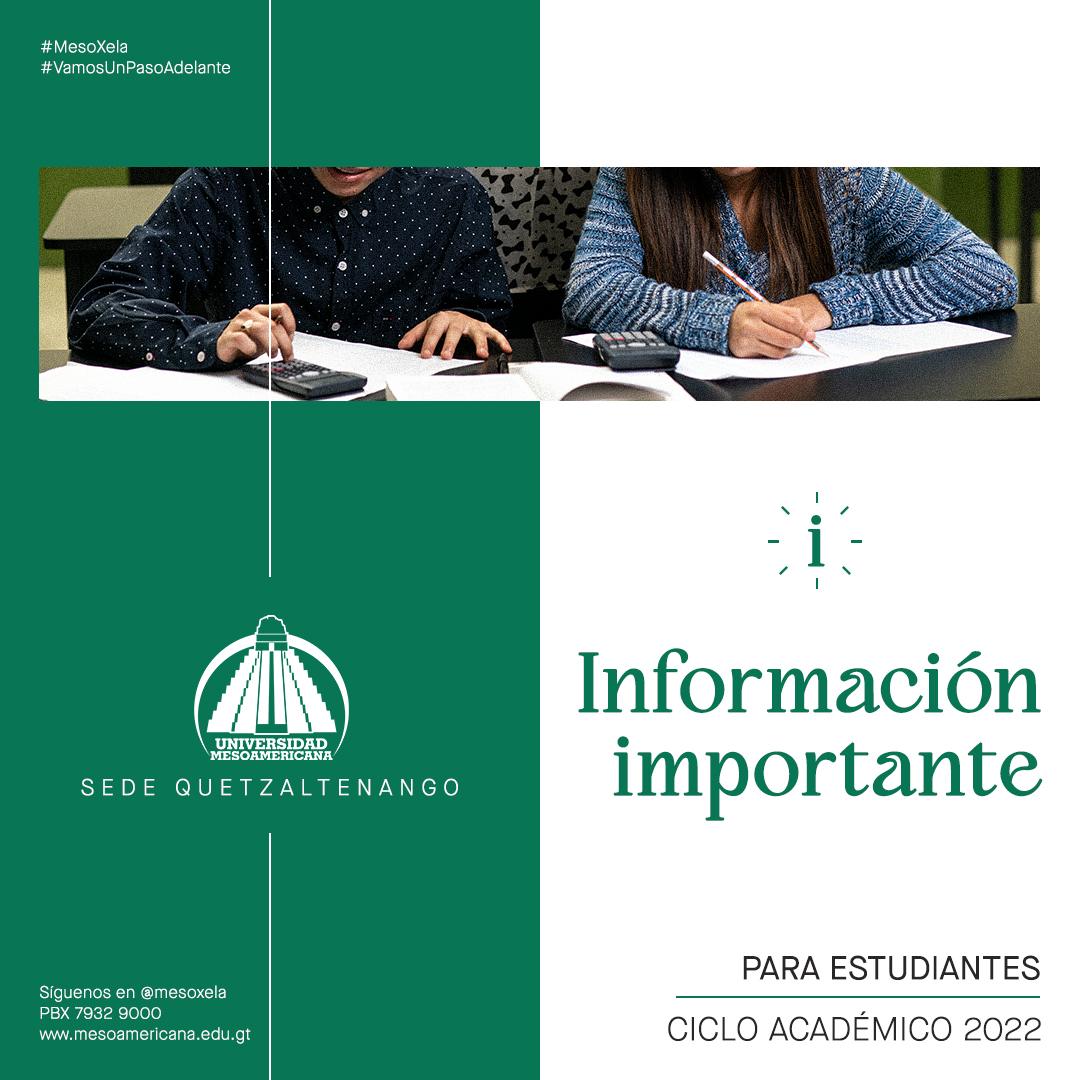 #MesoXela
#VamosUnPasoAdelante
i
Información
importante
UNIVERSIDAD
MESOAMERICANA
SEDE QUETZALTENANGO
PARA ESTUDIANTES
CICLO ACADÉMICO 2022
Síguenos en @mesoxela
PBX 7932 9000
www.mesoamericana.edu.gt